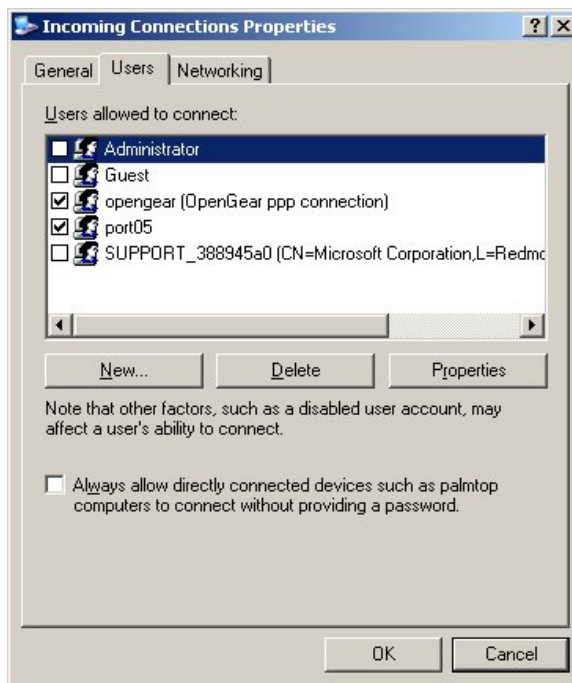 Incoming Connections Properties
General Users Networking
Users allowed to connect:
Administrator
Guest
opengear (OpenGear ppp connection)
port05
SUPPORT_388945a0 (CN=Microsoft Corporation,L=Redmo
New... Delete Properties
Note that other factors, such as a disabled user account, may
affect a user's ability to connect.
Always allow directly connected devices such as palmtop
computers to connect without providing a password.
OK Cancel